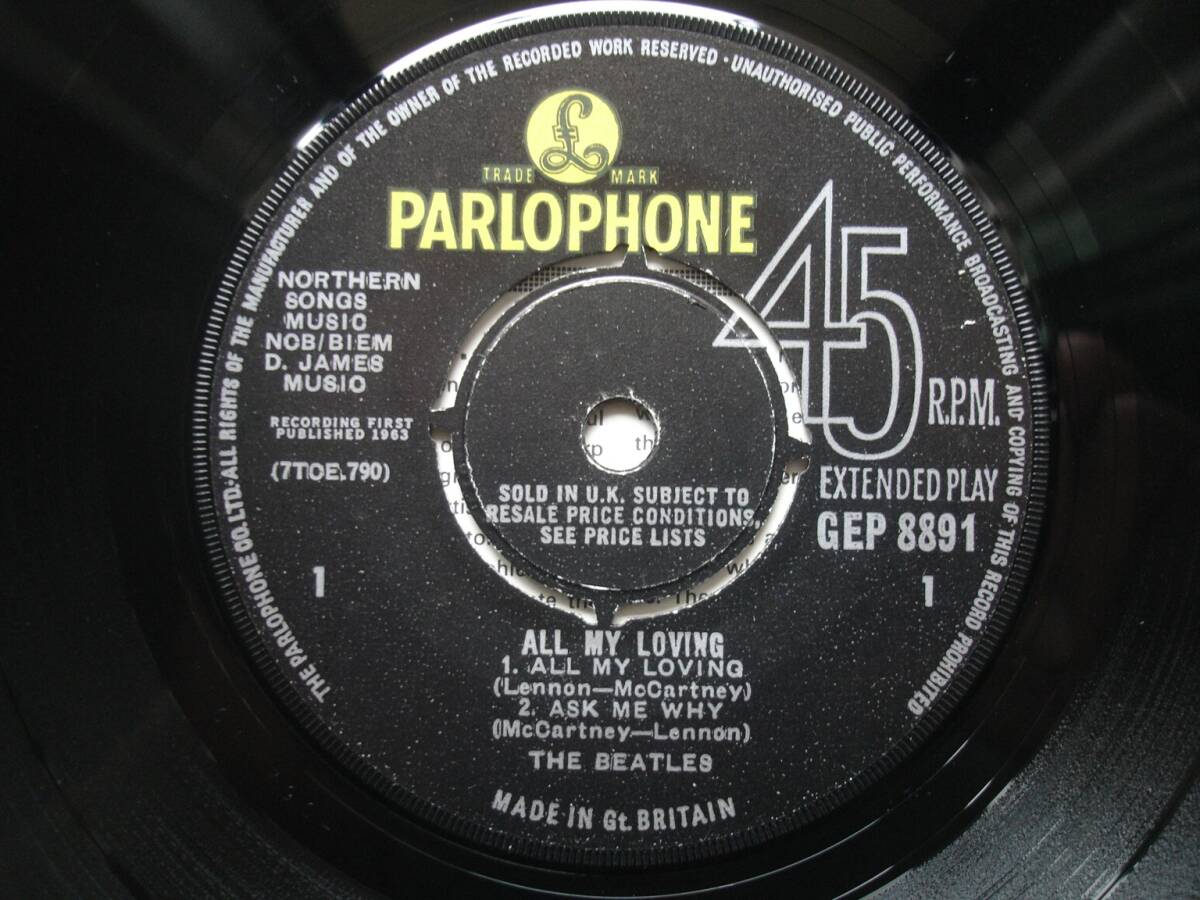 THE PARLOPHONE CO. LTD.·ALL RIGHTS OF THE MANUFACTURER AND OF THE OWNER OF THE RECORDED WORK RESERVED · UNAUTHORISED PUBLIC PERFORMANCE BROADCASTING AND COPYING OF THIS RECORD PROHIBITED
£
TRADE MARK
PARLOPHONE
NORTHERN
SONGS
MUSIC
NCB/BIEM
D. JAMES
MUSIC
RECORDING FIRST
PUBLISHED 1963
(7TCE.790)
1
45
R.P.M.
EXTENDED PLAY
GEP 8891
1
SOLD IN U.K. SUBJECT TO
RESALE PRICE CONDITIONS,
SEE PRICE LISTS
ALL MY LOVING
1. ALL MY LOVING
(Lennon—McCartney)
2. ASK ME WHY
(McCartney—Lennon)
THE BEATLES
MADE IN Gt. BRITAIN